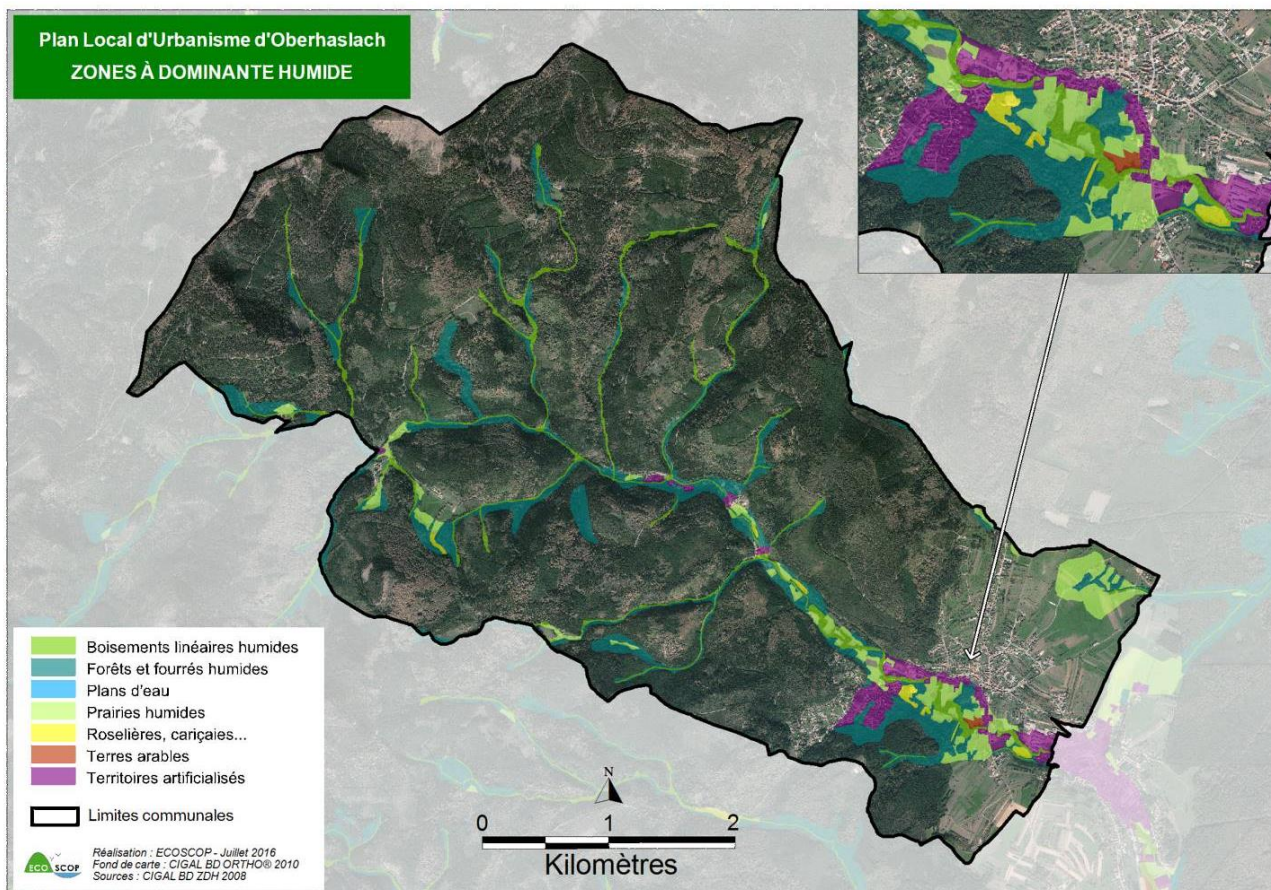 Plan Local d'Urbanisme d'Oberhaslach
ZONES À DOMINANTE HUMIDE
Boisements linéaires humides
Forêts et fourrés humides
Plans d'eau
Prairies humides
Roselières, cariçaies...
Terres arables
Territoires artificialisés
Limites communales
ECO SCOP
Réalisation : ECOSCOP - Juillet 2016
Fond de carte : CIGAL BD ORTHO® 2010
Sources : CIGAL BD ZDH 2008
N
0 1 2
Kilomètres